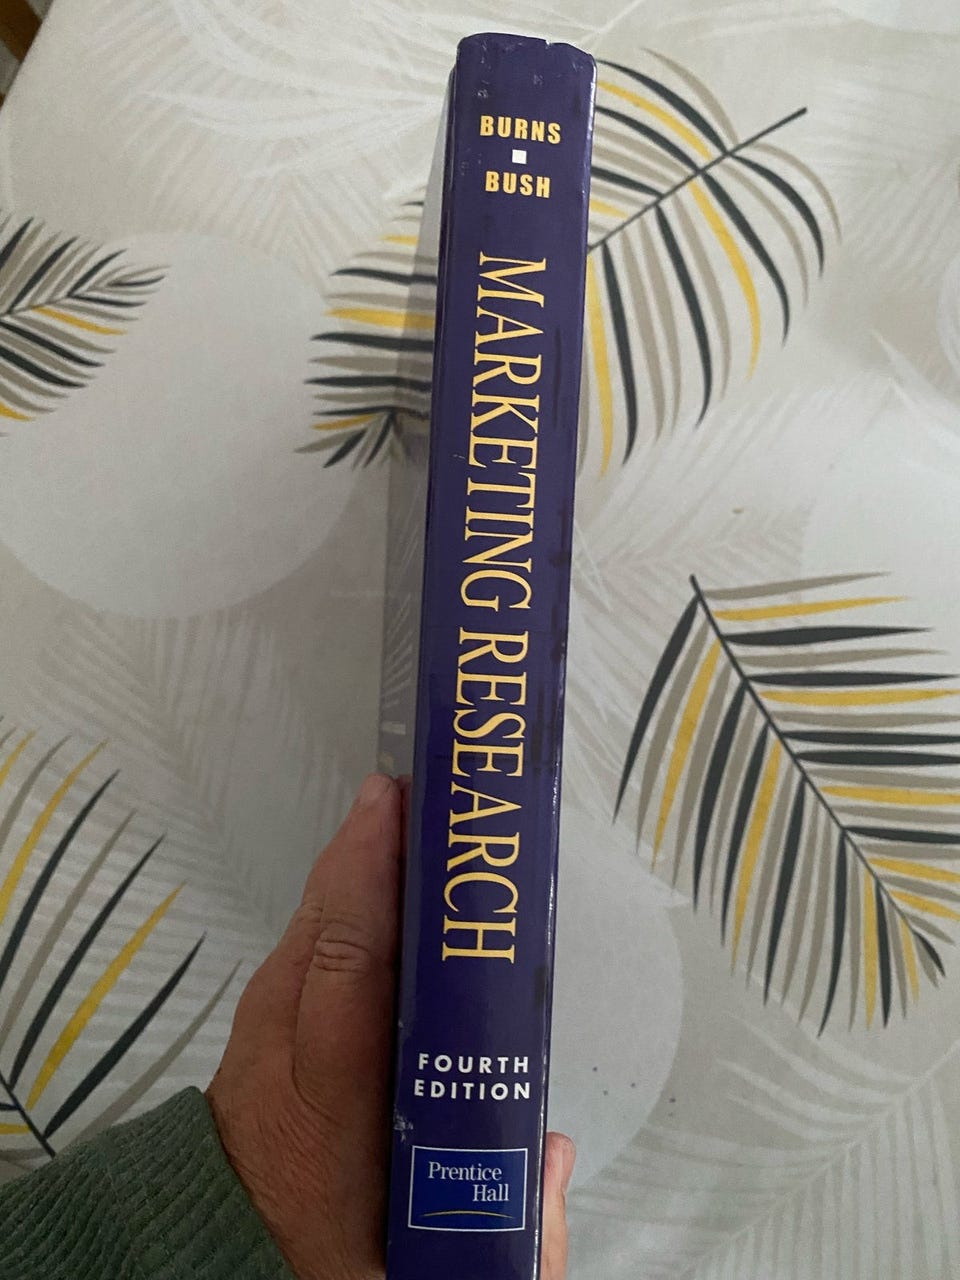 BURNS
BUSH
MARKETING RESEARCH
FOURTH
EDITION
Prentice
Hall